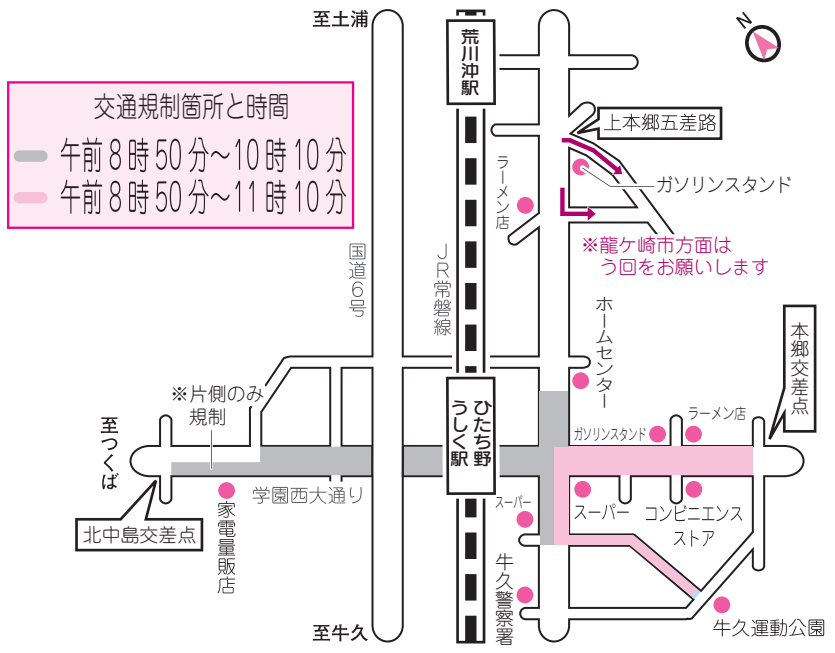 至土浦
荒川沖駅
N
交通規制箇所と時間
午前8時50分～10時10分
午前8時50分～11時10分
上本郷五差路
ガソリンスタンド
ラーメン店
※龍ケ崎市方面は
う回をお願いします
国道6号
JR常磐線
ホームセンター
本郷交差点
※片側のみ
規制
至つくば
ひたち野
うしく駅
ガソリンスタンド
ラーメン店
学園西大通り
家電量販店
北中島交差点
スーパー
スーパー
コンビニエンス
ストア
牛久警察署
牛久運動公園
至牛久